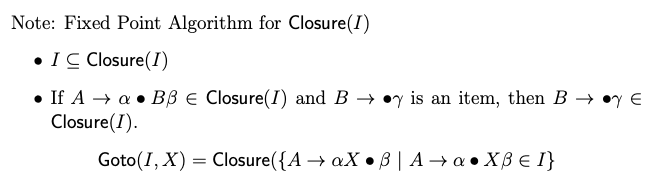 Note: Fixed Point Algorithm for Closure(I)
• I ⊆ Closure(I)
• If A → α • Bβ ∈ Closure(I) and B → •γ is an item, then B → •γ ∈
Closure(I).
Goto(I, X) = Closure({A → αX • β | A → α • Xβ ∈ I}